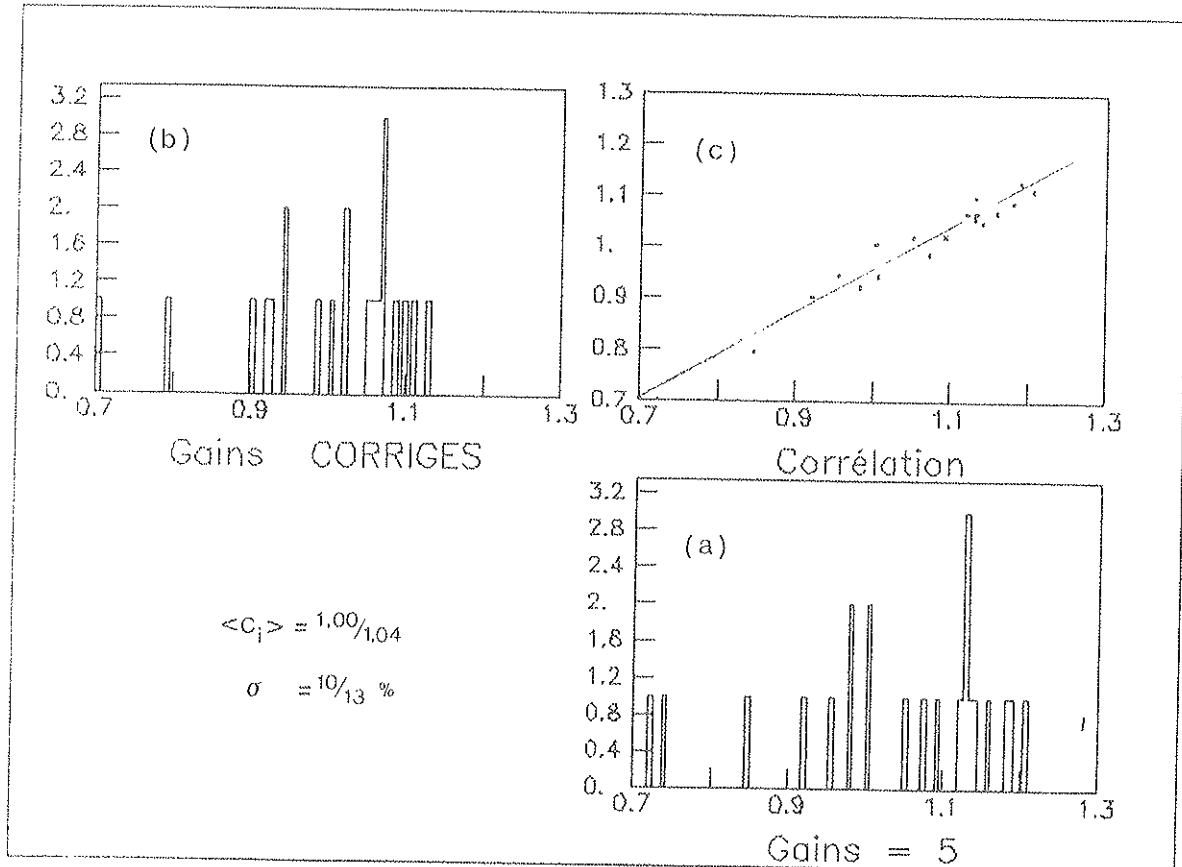 3.2
2.8
2.4
2.
1.6
1.2
0.8
0.4
0.
(b)
0.7 0.9 1.1 1.3
Gains CORRIGES
1.3
1.2
1.1
1.
0.9
0.8
0.7
(c)
0.7 0.9 1.1 1.3
Corrélation
<Ci> = 1.00/1.04
σ = 10/13 %
3.2
2.8
2.4
2.
1.6
1.2
0.8
0.4
0.
(a)
0.7 0.9 1.1 1.3
Gains = 5